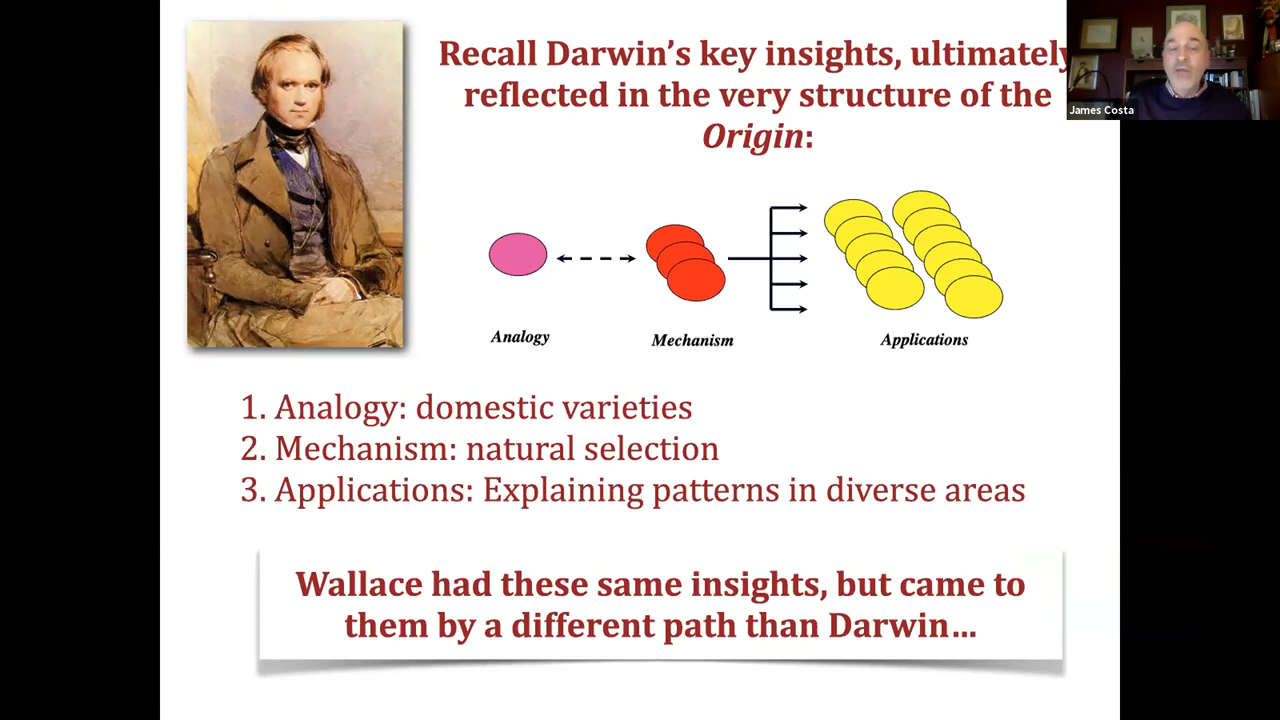 Recall Darwin's key insights, ultimately
reflected in the very structure of the
Origin:
James Costa
Analogy
Mechanism
Applications
1. Analogy: domestic varieties
2. Mechanism: natural selection
3. Applications: Explaining patterns in diverse areas
Wallace had these same insights, but came to
them by a different path than Darwin…